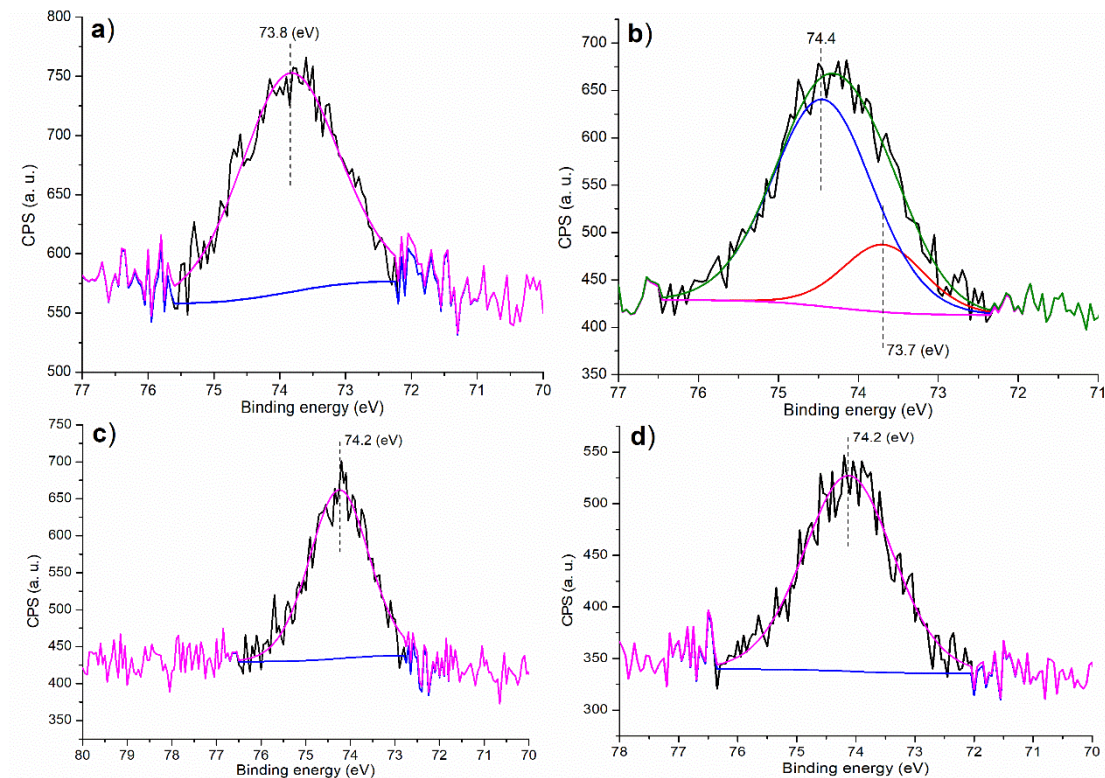 a)
73.8 (eV)
800
750
700
650
600
550
500
CPS (a. u.)
77 76 75 74 73 72 71 70
Binding energy (eV)
b)
74.4
700
650
600
550
500
450
400
350
CPS (a. u.)
73.7 (eV)
77 76 75 74 73 72 71
Binding energy (eV)
c)
74.2 (eV)
750
700
650
600
550
500
450
400
350
CPS (a. u.)
80 79 78 77 76 75 74 73 72 71 70
Binding energy (eV)
d)
74.2 (eV)
550
500
450
400
350
300
CPS (a. u.)
78 77 76 75 74 73 72 71 70
Binding energy (eV)